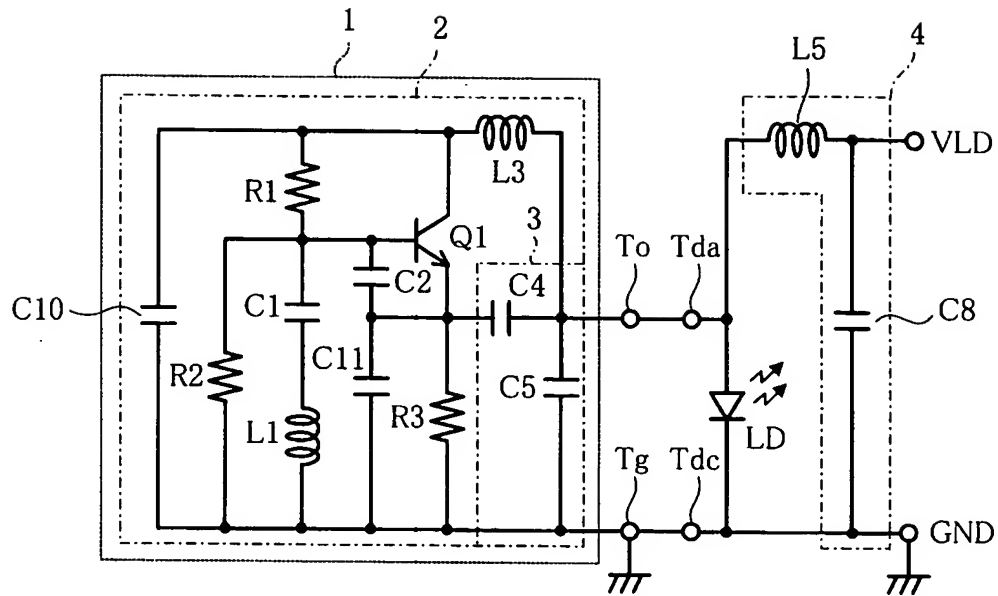 1
2
L5
4
VLD
L3
R1
3
Q1
To
Tda
C2
C4
C10
C1
C8
C11
R2
C5
R3
L1
LD
Tg
Tdc
GND